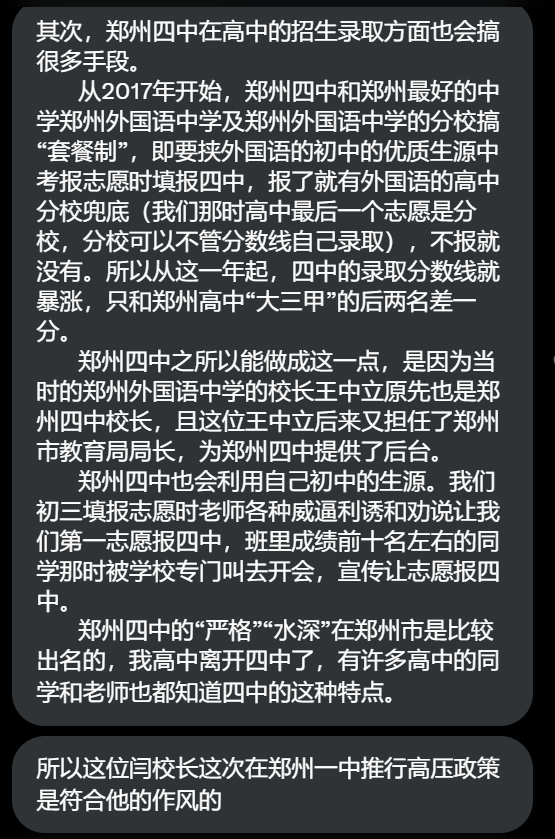 其次，郑州四中在高中的招生录取方面也会搞
很多手段。
从2017年开始，郑州四中和郑州最好的中
学郑州外国语中学及郑州外国语中学的分校搞
“套餐制”，即要挟外国语的初中的优质生源中
考报志愿时填报四中，报了就有外国语的高中
分校兜底（我们那时高中最后一个志愿是分
校，分校可以不管分数线自己录取），不报就
没有。所以从这一年起，四中的录取分数线就
暴涨，只和郑州高中“大三甲”的后两名差一
分。
郑州四中之所以能做成这一点，是因为当
时的郑州外国语中学的校长王中立原先也是郑
州四中校长，且这位王中立后来又担任了郑州
市教育局局长，为郑州四中提供了后台。
郑州四中也会利用自己初中的生源。我们
初三填报志愿时老师各种威逼利诱和劝说让我
们第一志愿报四中，班里成绩前十名左右的同
学那时被学校专门叫去开会，宣传让志愿报四
中。
郑州四中的“严格”“水深”在郑州市是比较
出名的，我高中离开四中了，有许多高中的同
学和老师也都知道四中的这种特点。
所以这位闫校长这次在郑州一中推行高压政策
是符合他的作风的